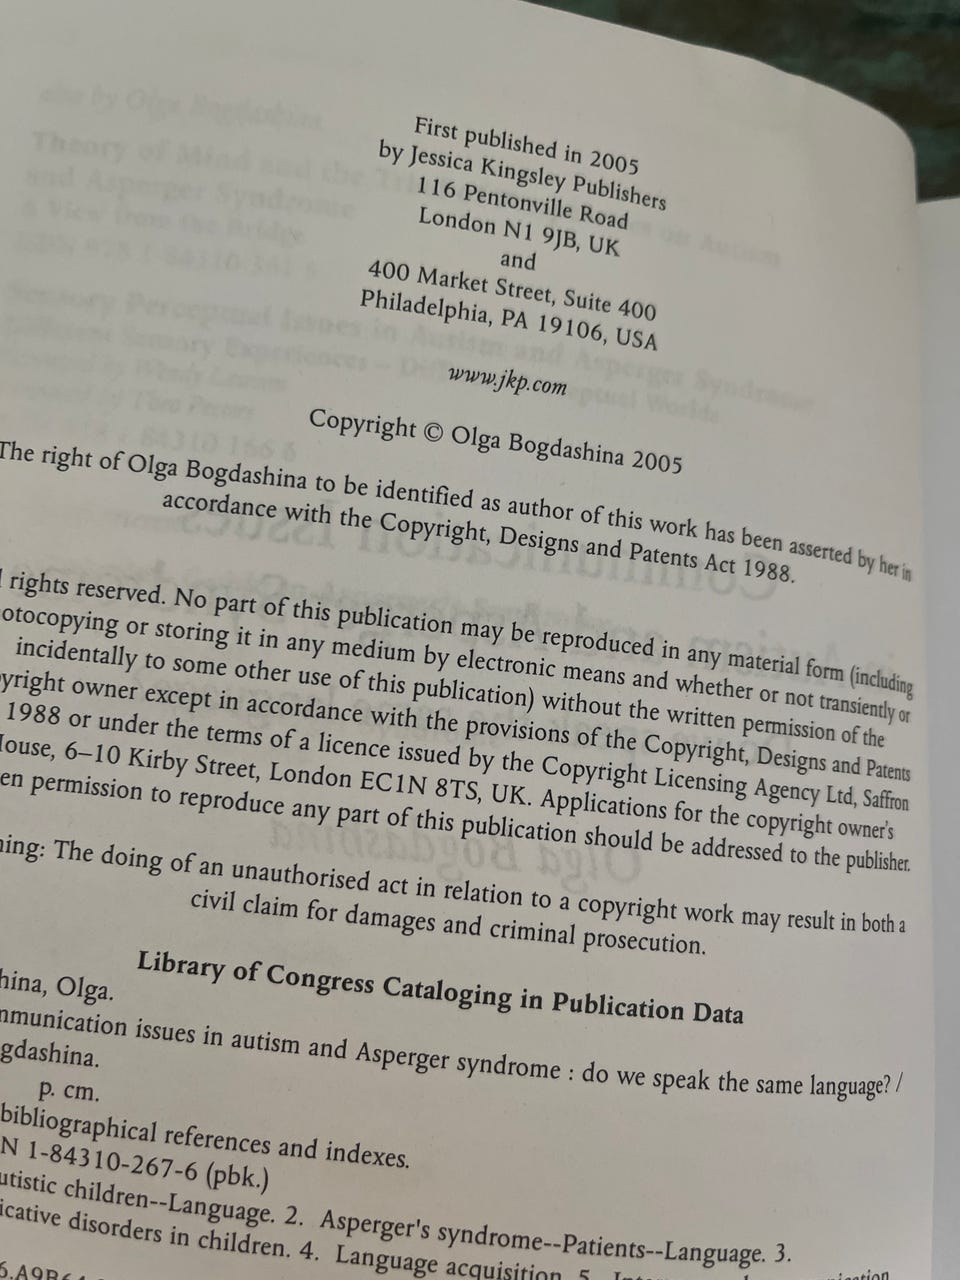 First published in 2005
by Jessica Kingsley Publishers
116 Pentonville Road
London N1 9JB, UK
and
400 Market Street, Suite 400
Philadelphia, PA 19106, USA
www.jkp.com
Copyright © Olga Bogdashina 2005
The right of Olga Bogdashina to be identified as author of this work has been asserted by her in
accordance with the Copyright, Designs and Patents Act 1988.
l rights reserved. No part of this publication may be reproduced in any material form (including
otocopying or storing it in any medium by electronic means and whether or not transiently or
incidentally to some other use of this publication) without the written permission of the
yright owner except in accordance with the provisions of the Copyright, Designs and Patents
1988 or under the terms of a licence issued by the Copyright Licensing Agency Ltd, Saffron
House, 6–10 Kirby Street, London EC1N 8TS, UK. Applications for the copyright owner's
en permission to reproduce any part of this publication should be addressed to the publisher.
ning: The doing of an unauthorised act in relation to a copyright work may result in both a
civil claim for damages and criminal prosecution.
Library of Congress Cataloging in Publication Data
hina, Olga.
mmunication issues in autism and Asperger syndrome : do we speak the same language? /
gdashina.
p. cm.
bibliographical references and indexes.
N 1-84310-267-6 (pbk.)
utistic children--Language. 2. Asperger's syndrome--Patients--Language. 3.
icative disorders in children. 4. Language acquisition. 5.